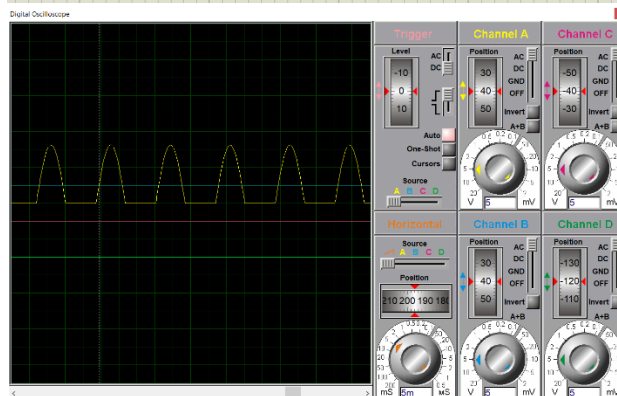 Digital Oscilloscope
Trigger
Level
AC
DC
-10
0
10
Auto
One-Shot
Cursors
Source
A B C D
Channel A
Position
AC
DC
GND
OFF
30
40
50
Invert
A+B
V 5 mV
Channel C
Position
AC
DC
GND
OFF
-50
-40
-30
Invert
A+B
V 5 mV
Horizontal
Source
A B C D
Position
210 200 190 180
mS 5m µS
Channel B
Position
AC
DC
GND
OFF
30
40
50
Invert
A+B
V 5 mV
Channel D
Position
AC
DC
GND
OFF
-130
-120
-110
Invert
A+B
V 5 mV